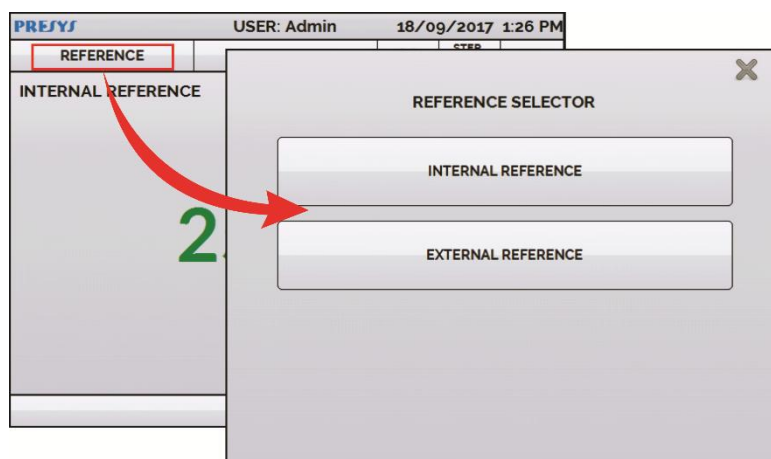 PRESYS USER: Admin 18/09/2017 1:26 PM
REFERENCE STEP
INTERNAL REFERENCE
2.
REFERENCE SELECTOR
INTERNAL REFERENCE
EXTERNAL REFERENCE